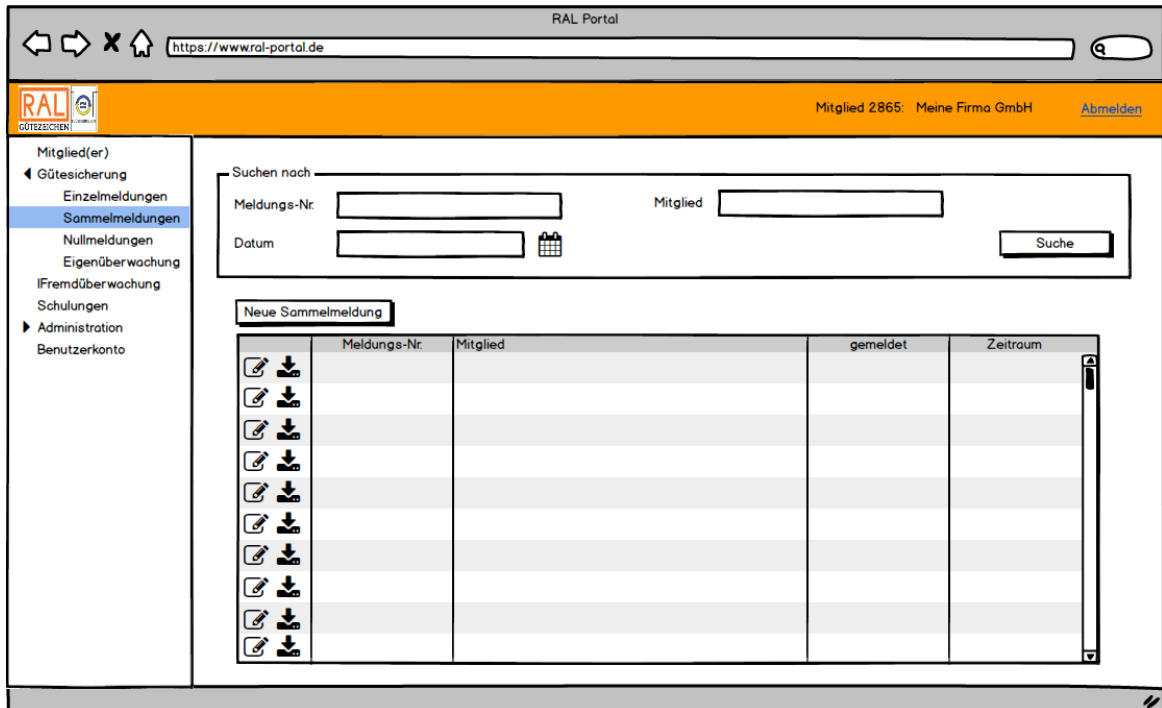 RAL Portal
https://www.ral-portal.de
RAL
GÜTEZEICHEN
Mitglied 2865: Meine Firma GmbH
Abmelden
Mitglied(er)
Gütesicherung
Einzelmeldungen
Sammelmeldungen
Nullmeldungen
Eigenüberwachung
IFremdüberwachung
Schulungen
Administration
Benutzerkonto
Suchen nach
Meldungs-Nr. Mitglied
Datum
Suche
Neue Sammelmeldung
Meldungs-Nr. Mitglied gemeldet Zeitraum